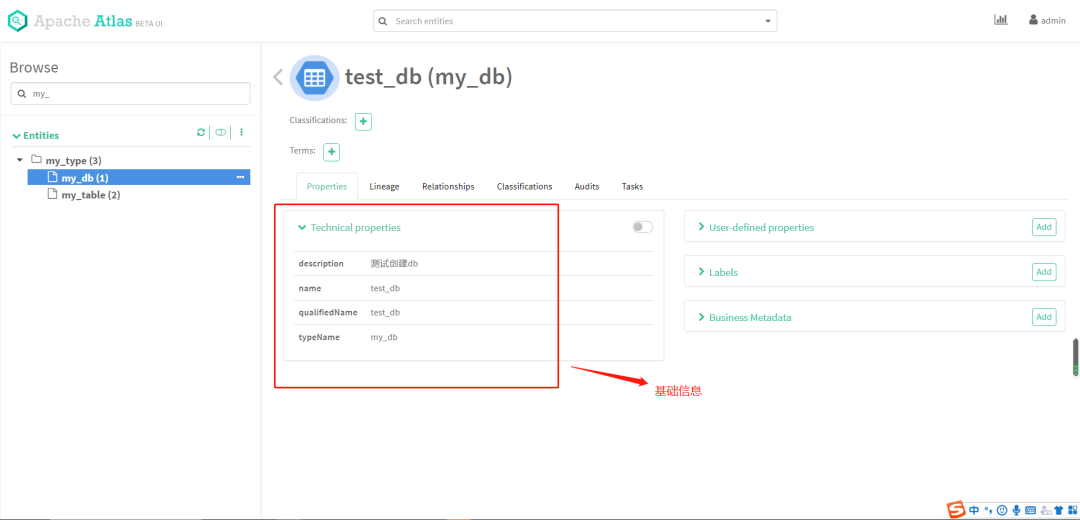 Apache Atlas BETA UI
Search entities
admin
Browse
my_
Entities
my_type (3)
my_db (1)
my_table (2)
test_db (my_db)
Classifications:
Terms:
Properties Lineage Relationships Classifications Audits Tasks
Technical properties
description 测试创建db
name test_db
qualifiedName test_db
typeName my_db
User-defined properties Add
Labels Add
Business Metadata Add
基础信息
中